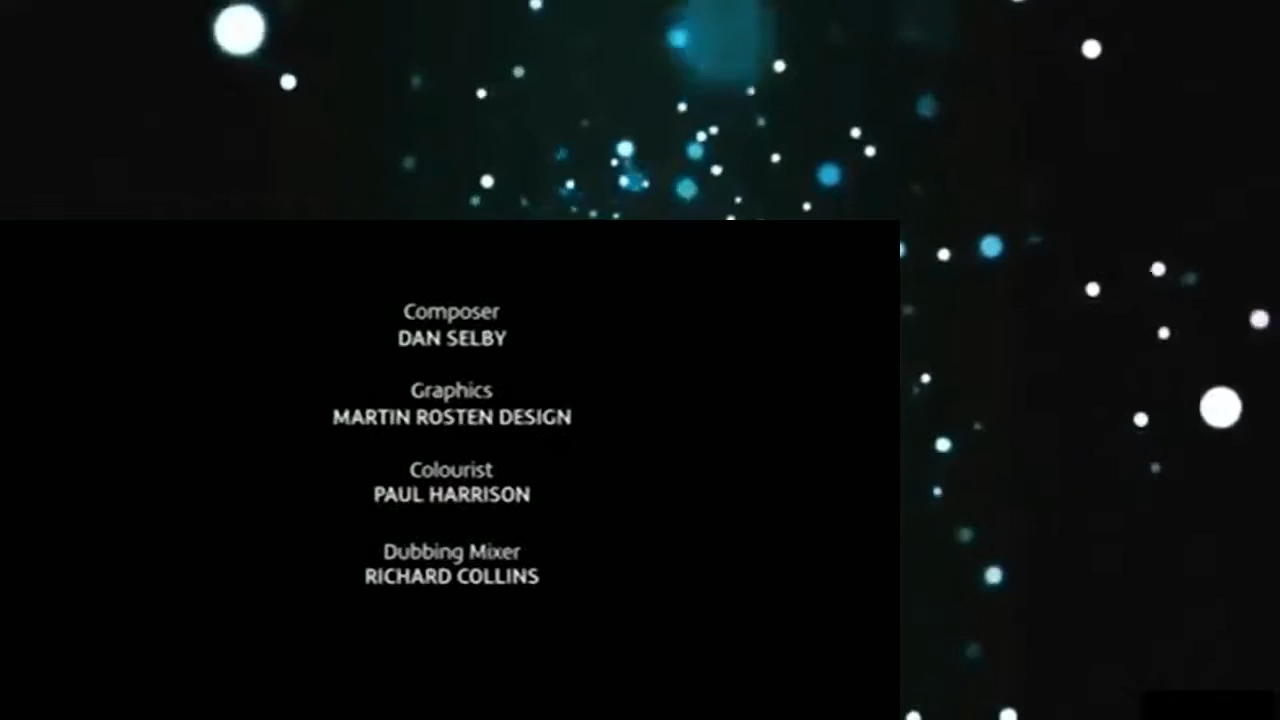 Composer
DAN SELBY
Graphics
MARTIN ROSTEN DESIGN
Colourist
PAUL HARRISON
Dubbing Mixer
RICHARD COLLINS